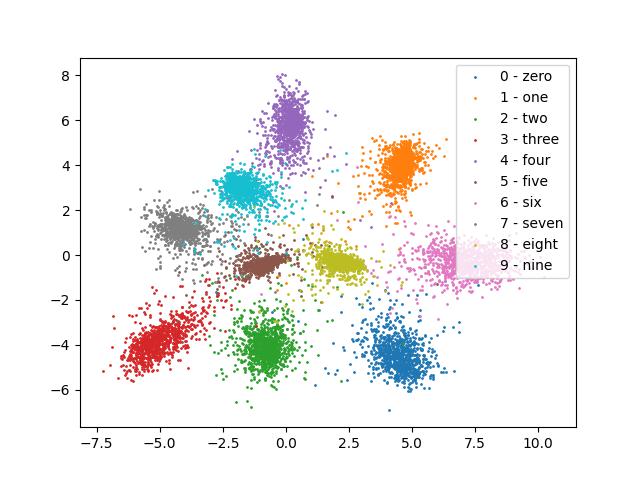 8
6
4
2
0
−2
−4
−6
−7.5 −5.0 −2.5 0.0 2.5 5.0 7.5 10.0
0 - zero
1 - one
2 - two
3 - three
4 - four
5 - five
6 - six
7 - seven
8 - eight
9 - nine